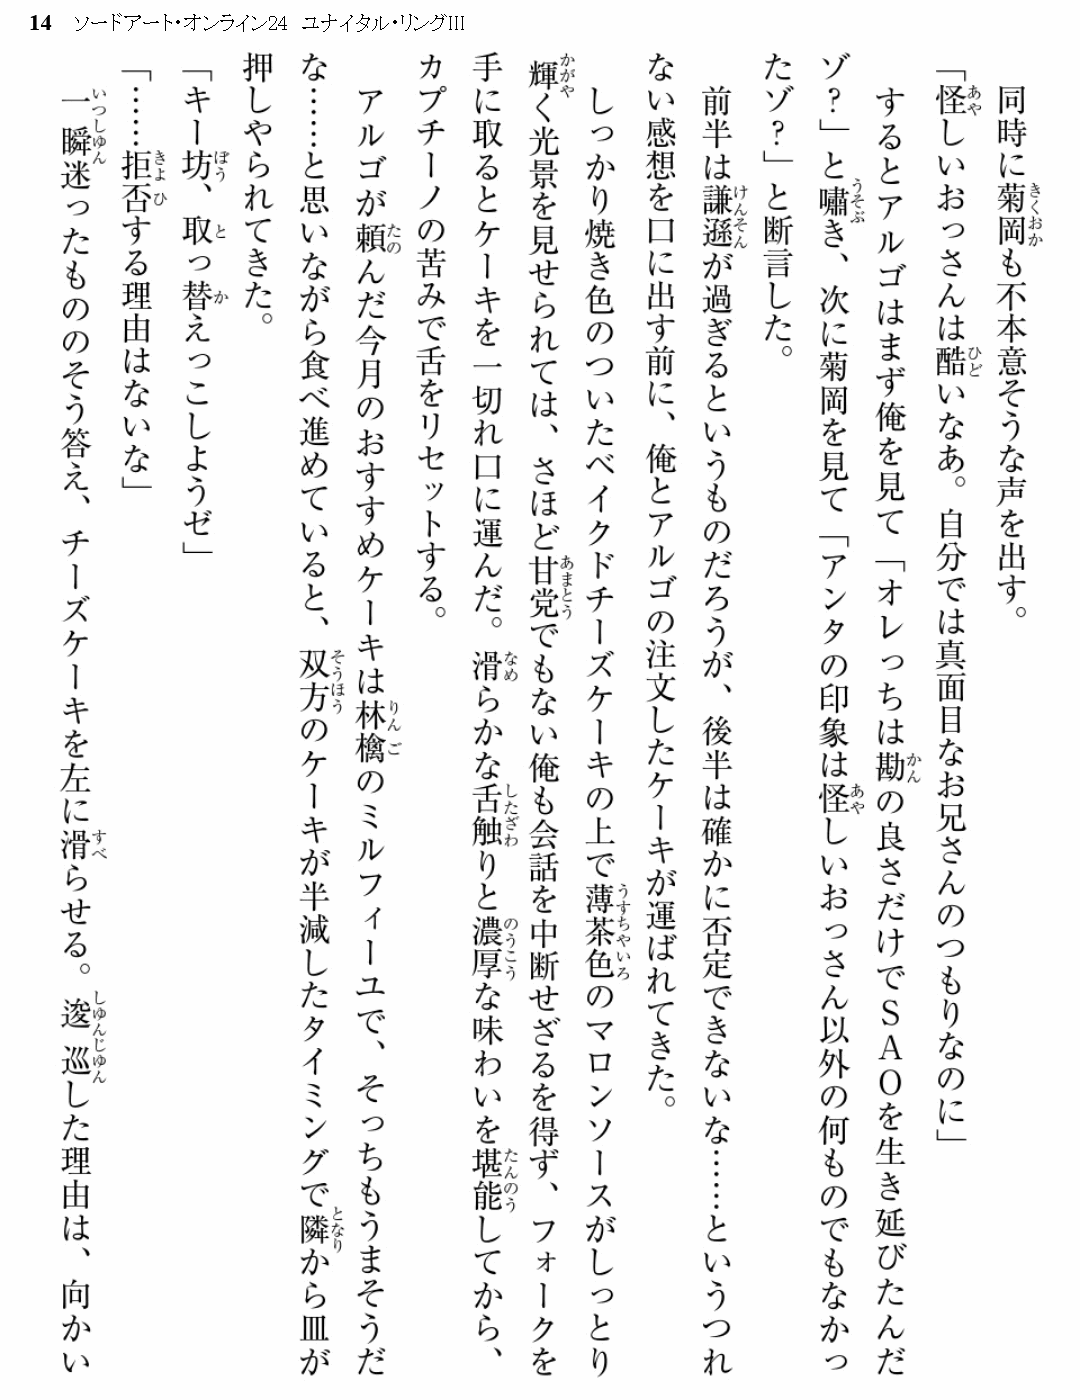 14 ソードアート・オンライン24 ユナイタル・リングⅢ
同時に菊岡も不本意そうな声を出す。
「怪しいおっさんは酷いなあ。自分では真面目なお兄さんのつもりなのに」
するとアルゴはまず俺を見て「オレっちは勘の良さだけでＳＡＯを生き延びたんだ
ゾ？」と嘯き、次に菊岡を見て「アンタの印象は怪しいおっさん以外の何ものでもなかっ
たゾ？」と断言した。
前半は謙遜が過ぎるというものだろうが、後半は確かに否定できないな……というつれ
ない感想を口に出す前に、俺とアルゴの注文したケーキが運ばれてきた。
しっかり焼き色のついたベイクドチーズケーキの上で薄茶色のマロンソースがしっとり
輝く光景を見せられては、さほど甘党でもない俺も会話を中断せざるを得ず、フォークを
手に取るとケーキを一切れ口に運んだ。滑らかな舌触りと濃厚な味わいを堪能してから、
カプチーノの苦みで舌をリセットする。
アルゴが頼んだ今月のおすすめケーキは林檎のミルフィーユで、そっちもうまそうだ
な……と思いながら食べ進めていると、双方のケーキが半減したタイミングで隣から皿が
押しやられてきた。
「キー坊、取っ替えっこしようゼ」
「……拒否する理由はないな」
一瞬迷ったもののそう答え、チーズケーキを左に滑らせる。逡巡した理由は、向かい